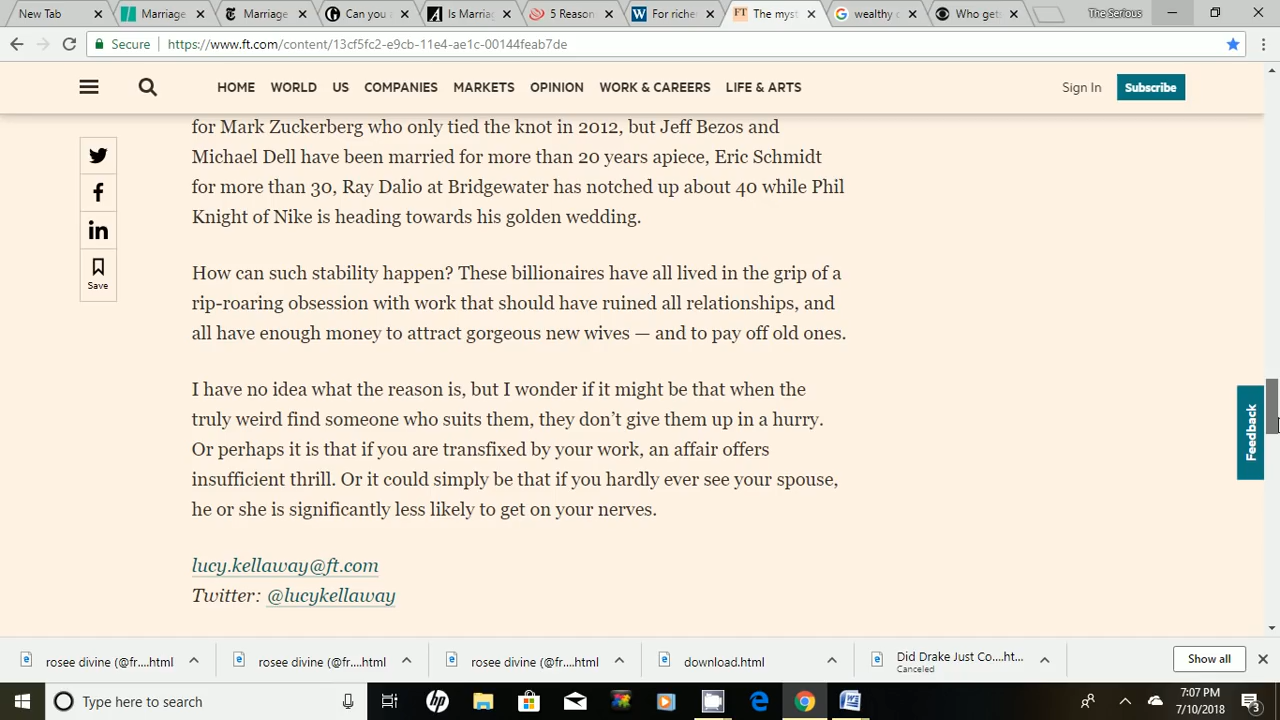 New Tab
Marriage
Marriage
Can you a
Is Marria
5 Reason
For riche
The myst
wealthy c
Who get
The Serious
Secure
https://www.ft.com/content/13cf5fc2-e9cb-11e4-ae1c-00144feab7de
HOME WORLD US COMPANIES MARKETS OPINION WORK & CAREERS LIFE & ARTS
Sign In
Subscribe
for Mark Zuckerberg who only tied the knot in 2012, but Jeff Bezos and
Michael Dell have been married for more than 20 years apiece, Eric Schmidt
for more than 30, Ray Dalio at Bridgewater has notched up about 40 while Phil
Knight of Nike is heading towards his golden wedding.
Save
How can such stability happen? These billionaires have all lived in the grip of a
rip-roaring obsession with work that should have ruined all relationships, and
all have enough money to attract gorgeous new wives — and to pay off old ones.
I have no idea what the reason is, but I wonder if it might be that when the
truly weird find someone who suits them, they don’t give them up in a hurry.
Or perhaps it is that if you are transfixed by your work, an affair offers
insufficient thrill. Or it could simply be that if you hardly ever see your spouse,
he or she is significantly less likely to get on your nerves.
Feedback
lucy.kellaway@ft.com
Twitter: @lucykellaway
rosee divine (@fr....html
rosee divine (@fr....html
rosee divine (@fr....html
download.html
Did Drake Just Co....ht...
Canceled
Show all
Type here to search
7:07 PM
7/10/2018
3